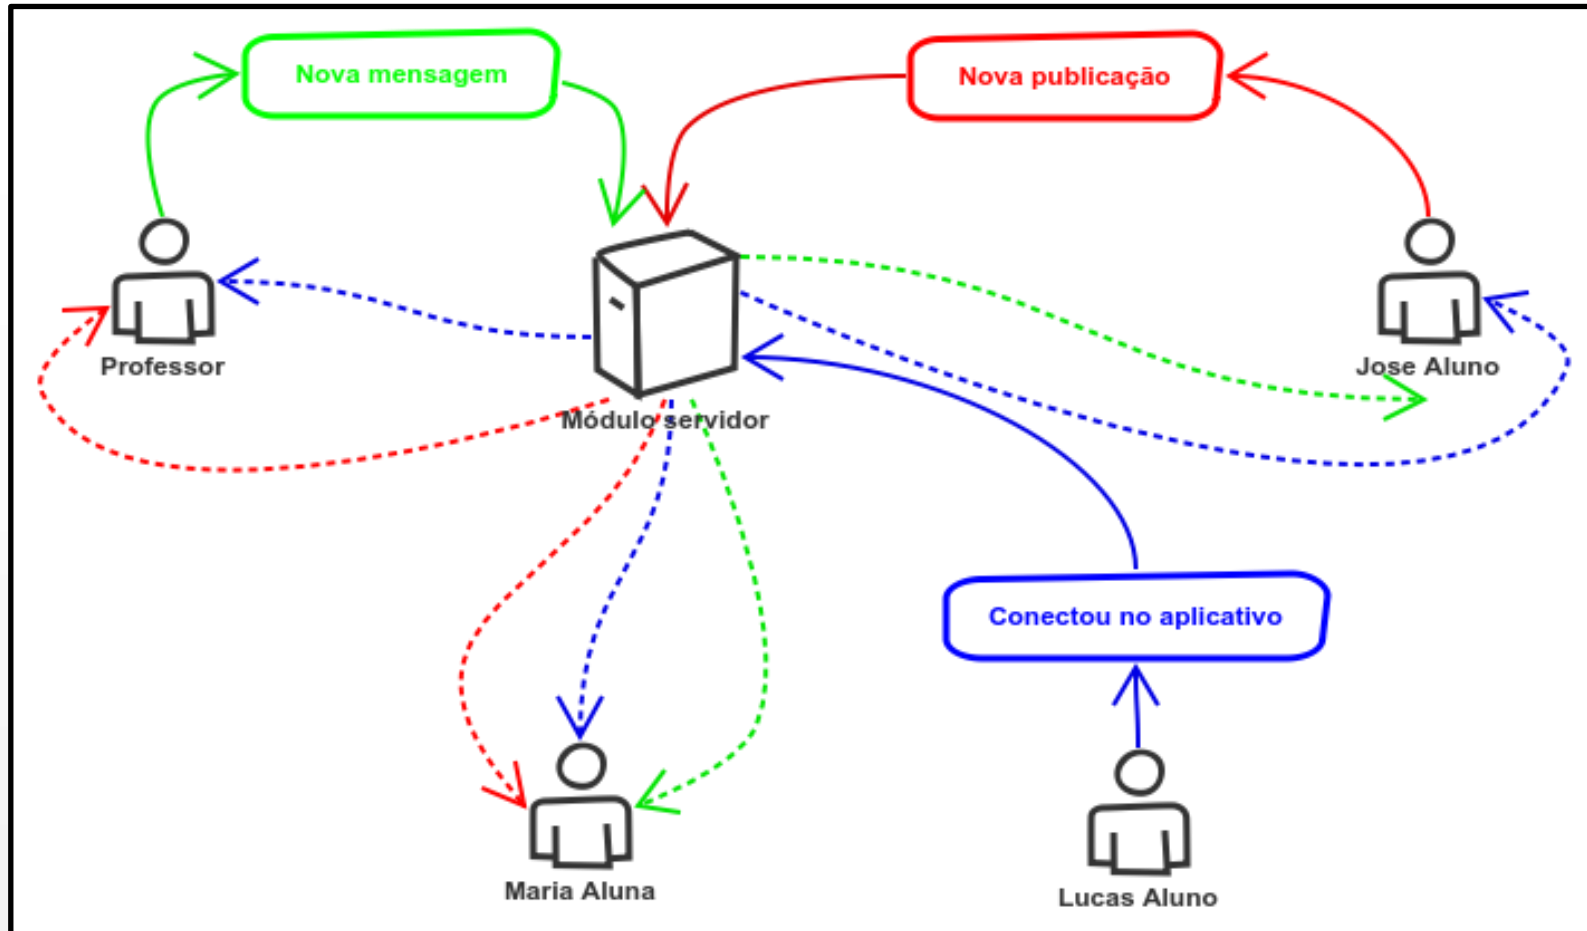 Nova mensagem
Nova publicação
Professor
Jose Aluno
Módulo servidor
Conectou no aplicativo
Maria Aluna
Lucas Aluno